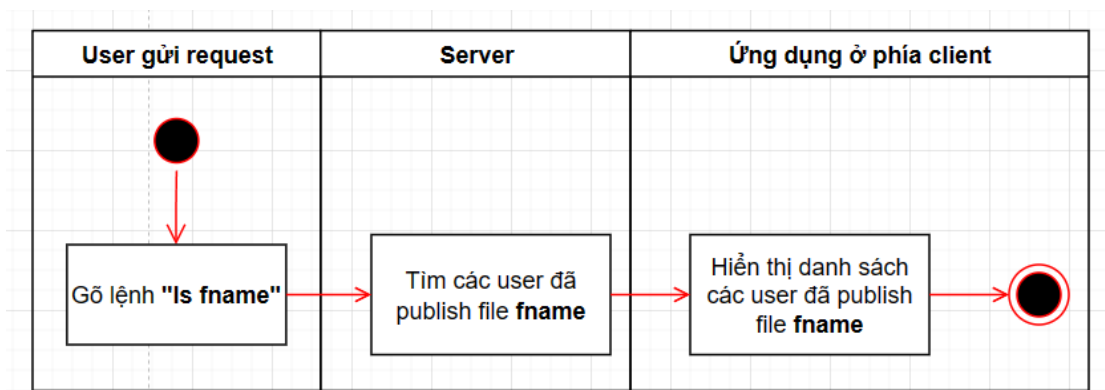 User gửi request
Server
Ứng dụng ở phía client
Gõ lệnh "ls fname"
Tìm các user đã
publish file fname
Hiển thị danh sách
các user đã publish
file fname